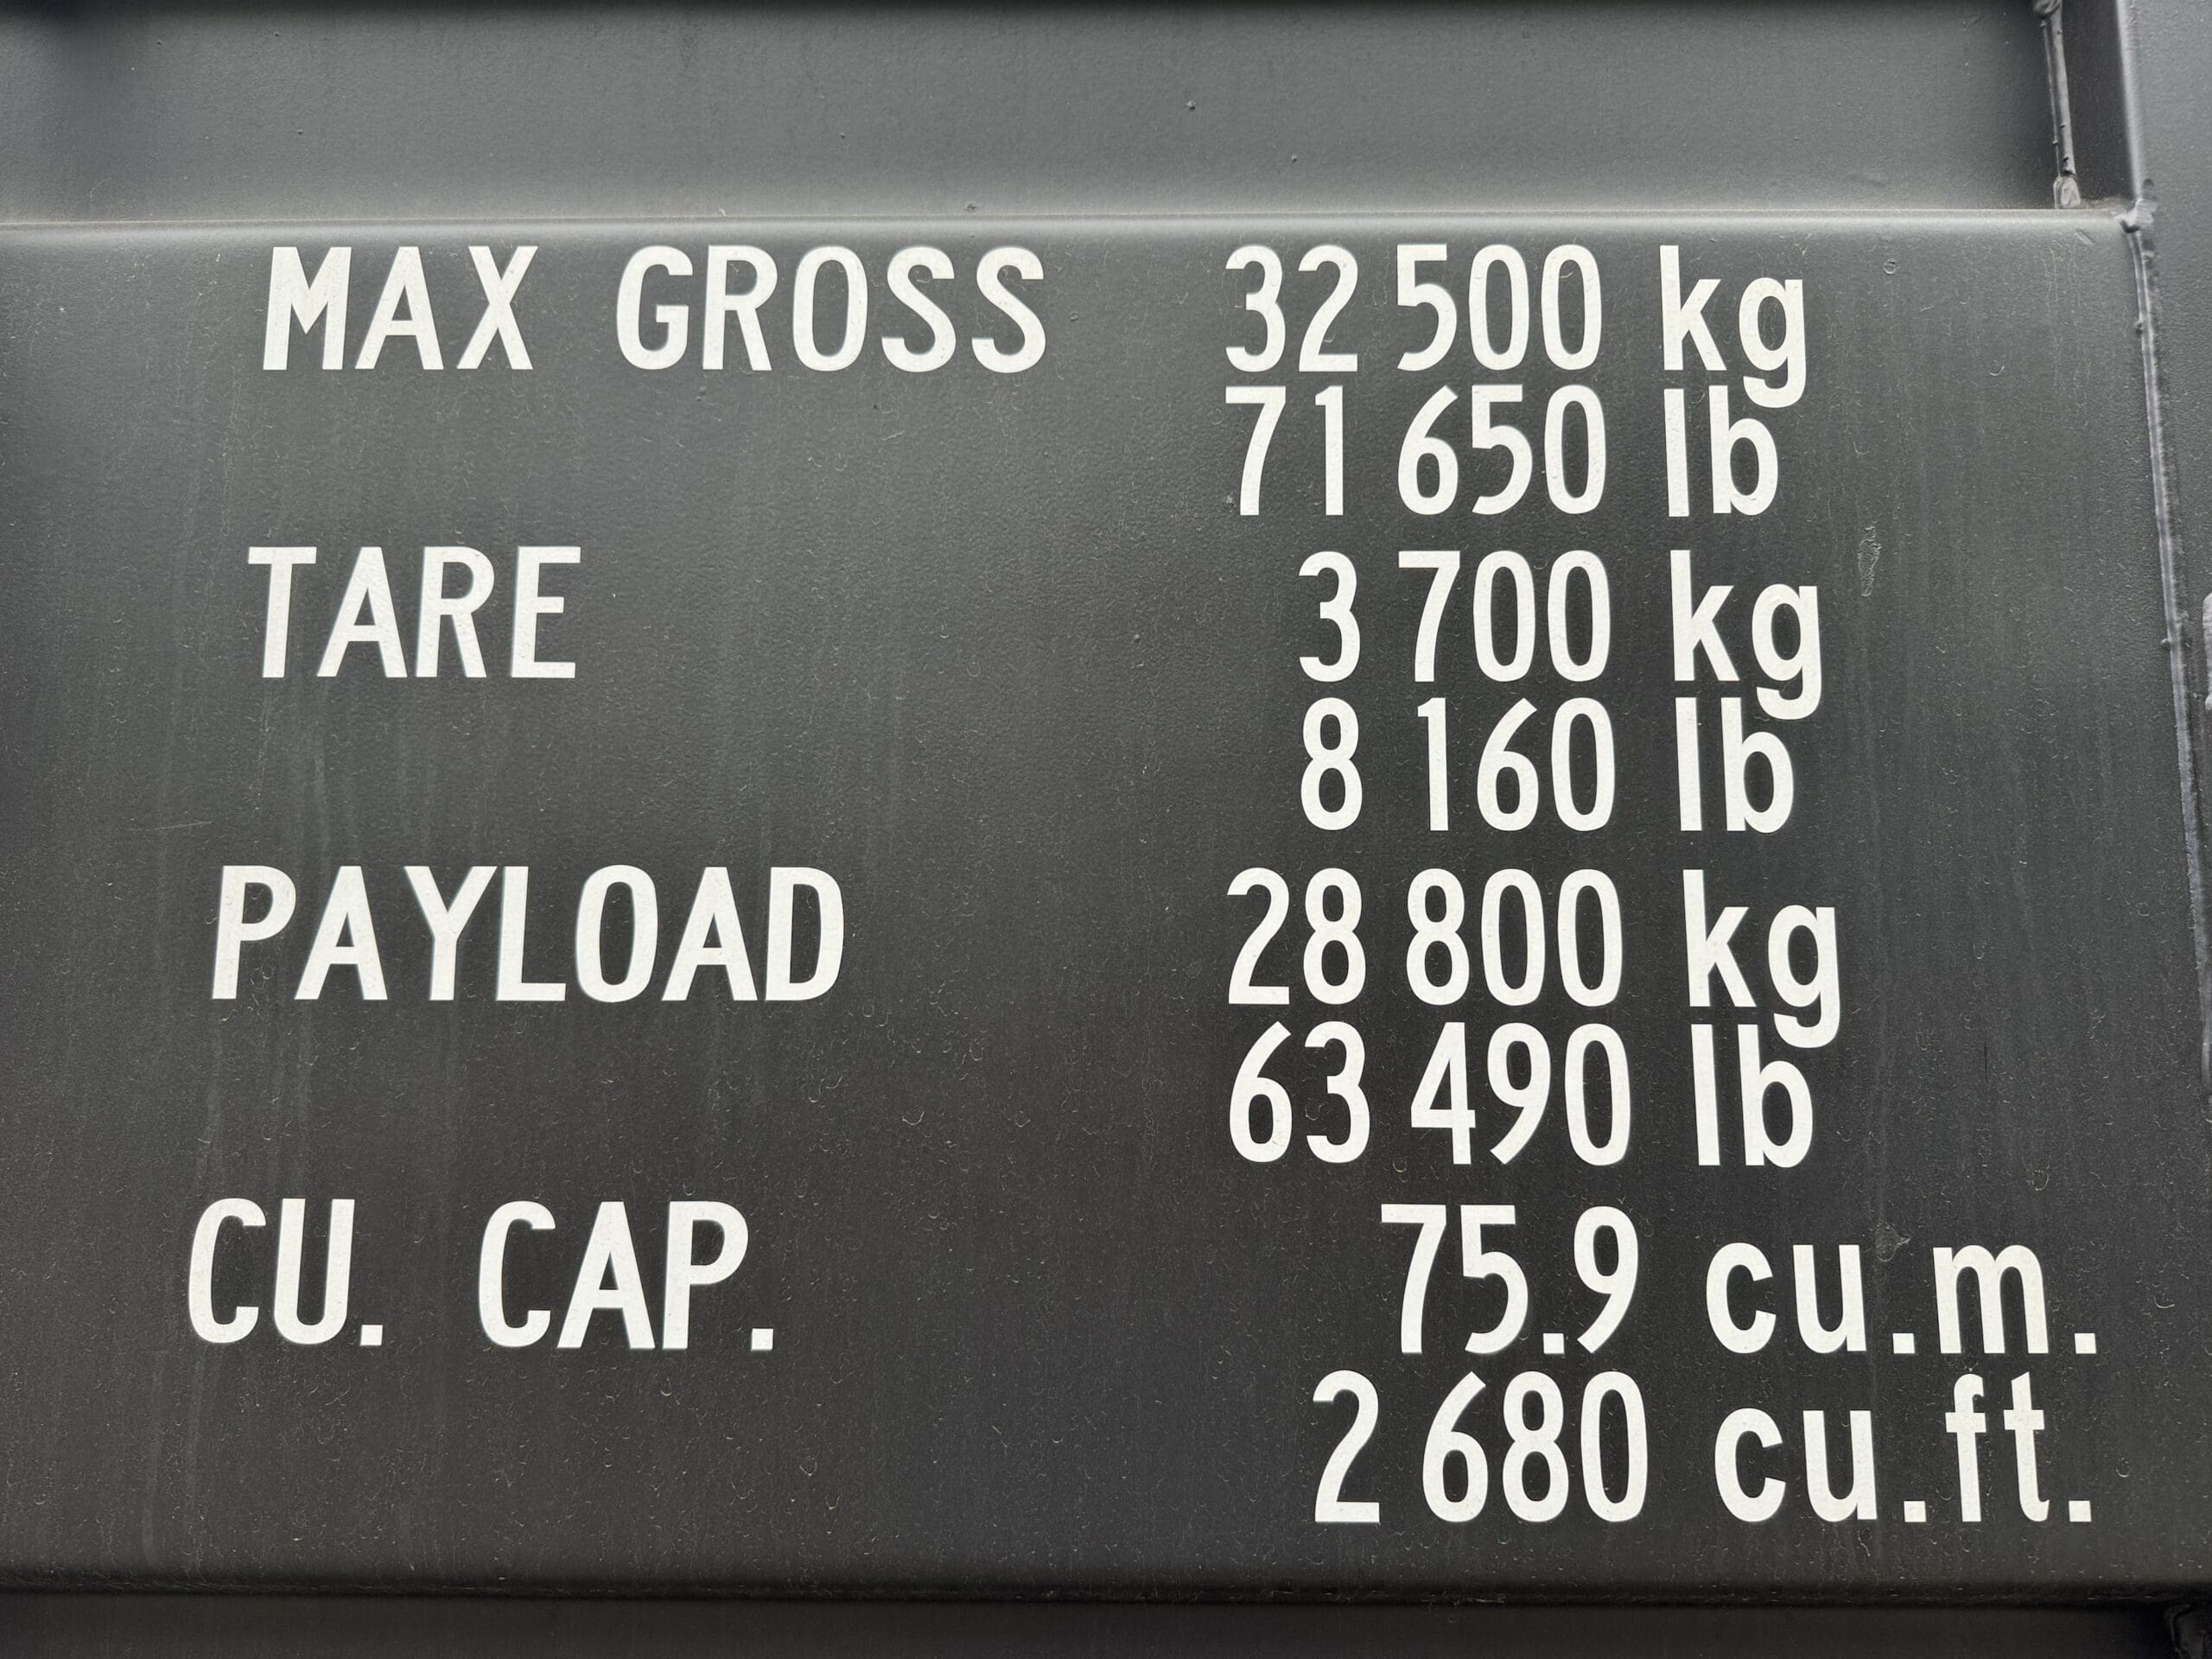 MAX GROSS 32 500 kg
71 650 lb
TARE 3 700 kg
8 160 lb
PAYLOAD 28 800 kg
63 490 lb
CU. CAP. 75.9 cu.m.
2 680 cu.ft.